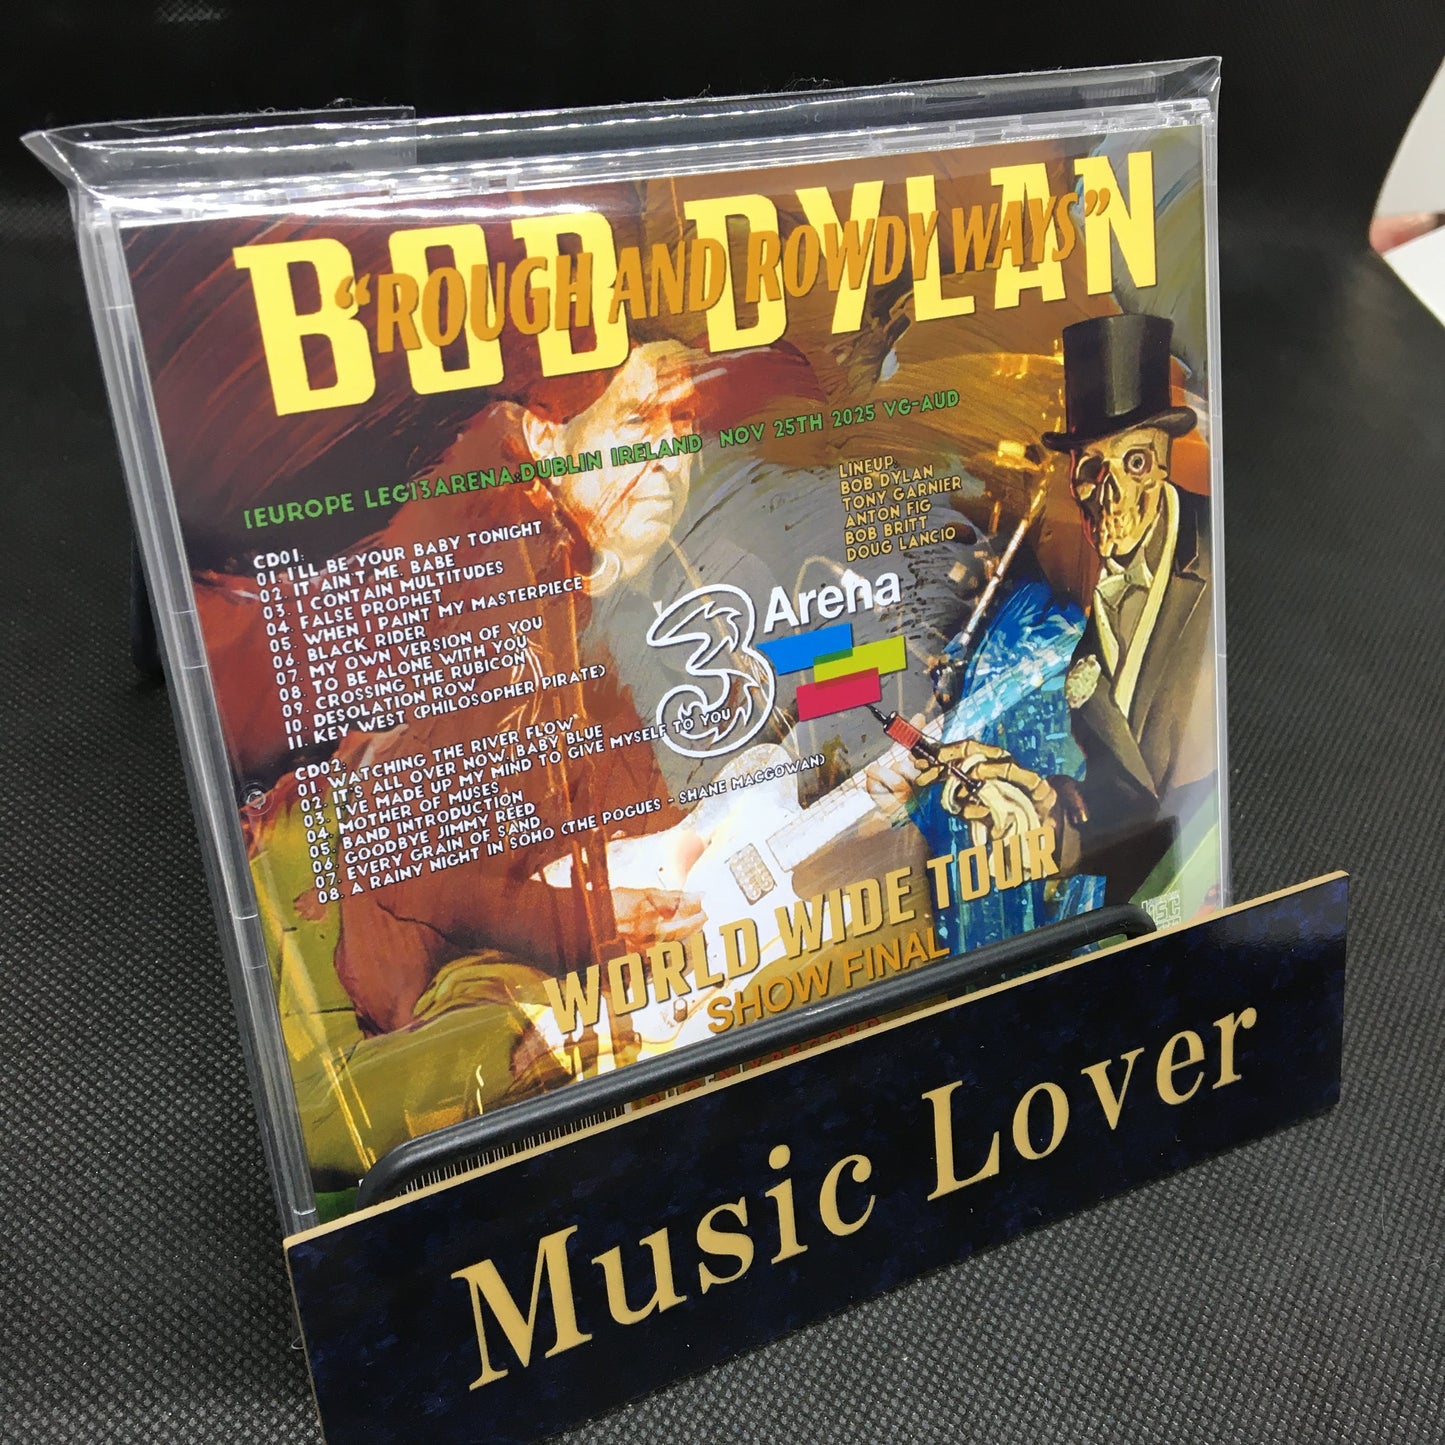 BOB DYLAN
"ROUGH AND ROWDY WAYS"
[EUROPE LEG]3ARENA.DUBLIN IRELAND NOV 25TH 2025 VG-AUD
LINEUP:
BOB DYLAN
TONY GARNIER
ANTON FIG
BOB BRITT
DOUG LANCIO
CD01:
01. I'LL BE YOUR BABY TONIGHT
02. IT AIN'T ME, BABE
03. I CONTAIN MULTITUDES
04. FALSE PROPHET
05. WHEN I PAINT MY MASTERPIECE
06. BLACK RIDER
07. MY OWN VERSION OF YOU
08. TO BE ALONE WITH YOU
09. CROSSING THE RUBICON
10. DESOLATION ROW
11. KEY WEST (PHILOSOPHER PIRATE)
3Arena
CD02:
01. WATCHING THE RIVER FLOW
02. IT'S ALL OVER NOW, BABY BLUE
03. I'VE MADE UP MY MIND TO GIVE MYSELF TO YOU
04. MOTHER OF MUSES
05. BAND INTRODUCTION
06. GOODBYE JIMMY REED
07. EVERY GRAIN OF SAND
08. A RAINY NIGHT IN SOHO (THE POGUES - SHANE MACGOWAN)
WORLD WIDE TOUR
SHOW FINAL
Music Lover